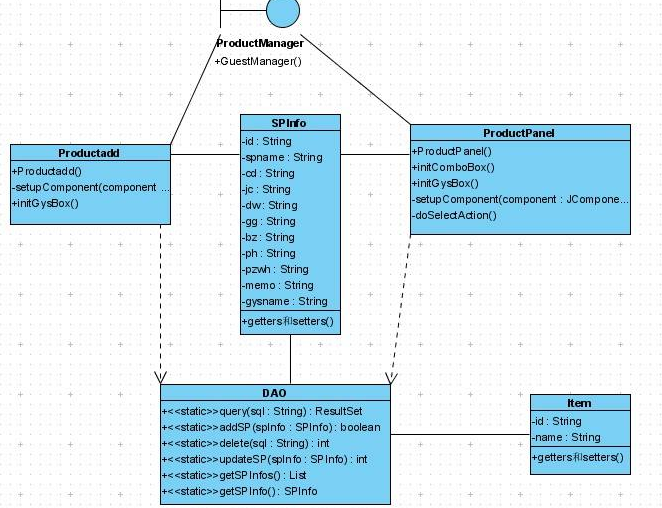 ProductManager
+GuestManager()
SPInfo
-id : String
-spname : String
-cd : String
-jc : String
-dw : String
-gg : String
-bz : String
-ph : String
-pzwh : String
-memo : String
-gysname : String
+getters和setters()
Productadd
+Productadd()
-setupComponent(component ...
+initGysBox()
ProductPanel
+ProductPanel()
+initComboBox()
+initGysBox()
-setupComponent(component : JCompone...
-doSelectAction()
DAO
+<<static>>query(sql : String) : ResultSet
+<<static>>addSP(spInfo : SPInfo) : boolean
+<<static>>delete(sql : String) : int
+<<static>>updateSP(spInfo : SPInfo) : int
+<<static>>getSPInfos() : List
+<<static>>getSPInfo() : SPInfo
Item
-id : String
-name : String
+getters和setters()